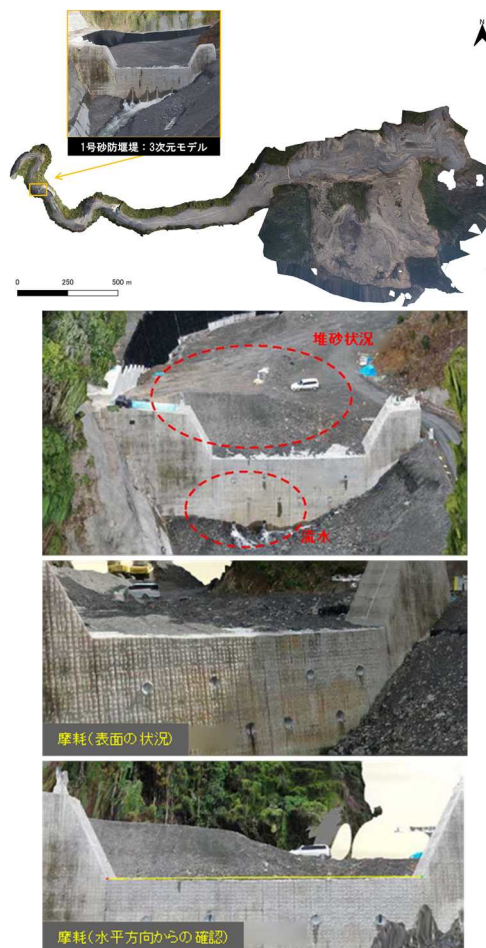 N
1号砂防堰堤：3次元モデル
0 250 500 m
堆砂状況
流水
摩耗(表面の状況)
摩耗(水平方向からの確認)